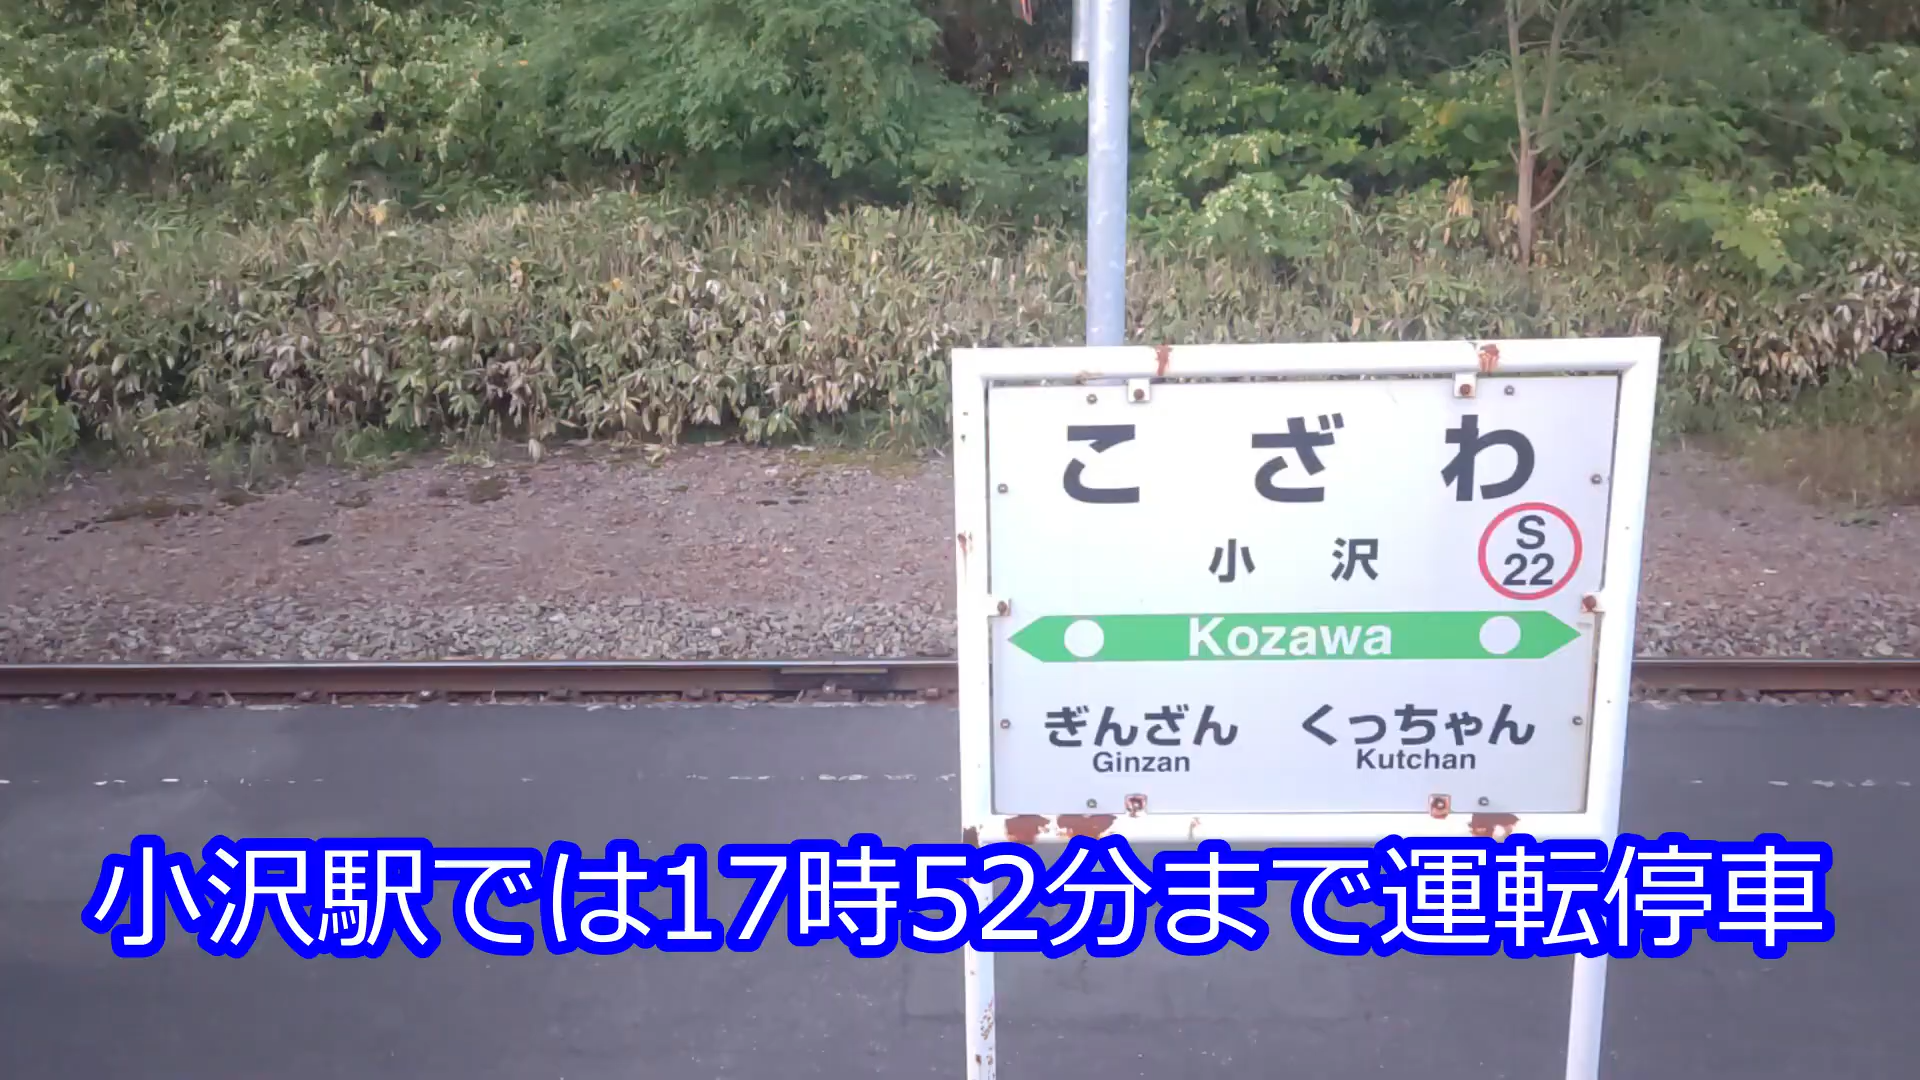 こざわ
小沢
S
22
Kozawa
ぎんざん くっちゃん
Ginzan Kutchan
小沢駅では17時52分まで運転停車